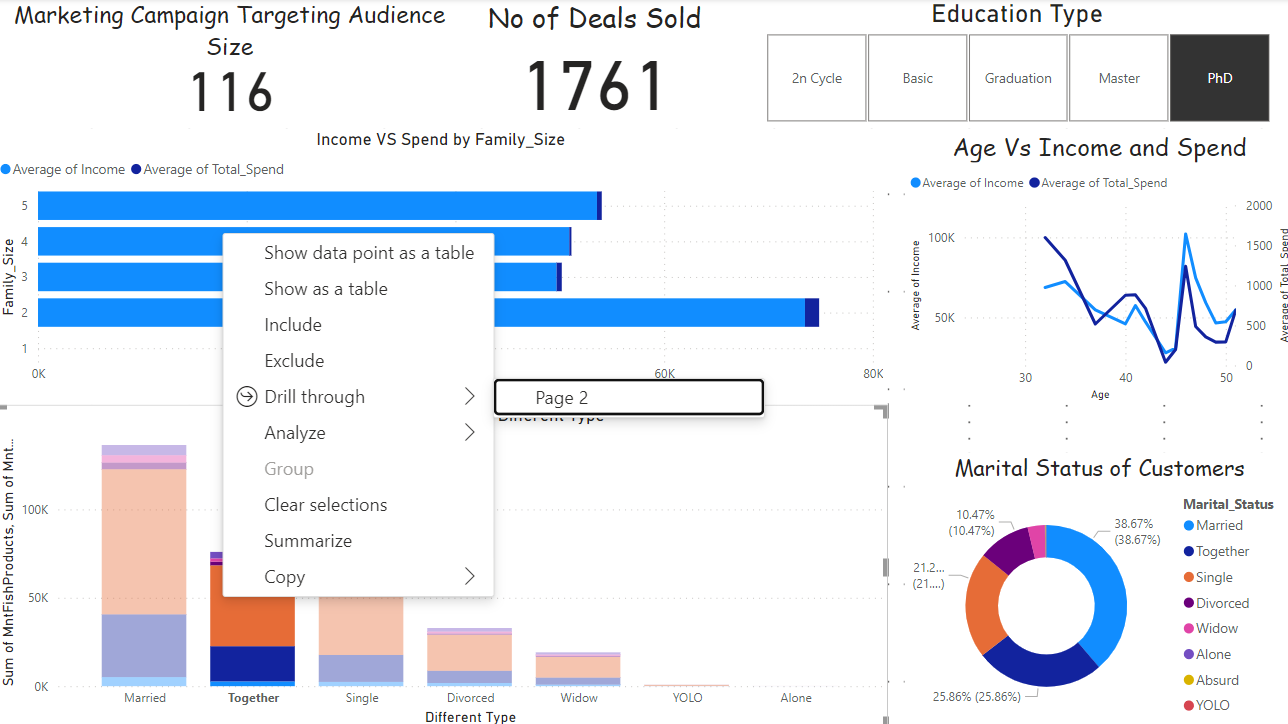 Marketing Campaign Targeting Audience
Size
116
No of Deals Sold
1761
Education Type
2n Cycle
Basic
Graduation
Master
PhD
Income VS Spend by Family_Size
Average of Income Average of Total_Spend
Family_Size
5
4
3
2
1
0K
60K
80K
Show data point as a table
Show as a table
Include
Exclude
Drill through
Page 2
Analyze
Group
Clear selections
Summarize
Copy
Age Vs Income and Spend
Average of Income Average of Total_Spend
Average of Income
100K
50K
2000
1500
1000
500
0
Average of Total_Spend
30
40
50
Age
Different Type
Sum of MntFishProducts, Sum of Mnt...
100K
50K
0K
Married
Together
Single
Divorced
Widow
YOLO
Alone
Different Type
Marital Status of Customers
10.47%
(10.47%)
38.67%
(38.67%)
21.2...
(21....)
25.86% (25.86%)
Marital_Status
Married
Together
Single
Divorced
Widow
Alone
Absurd
YOLO